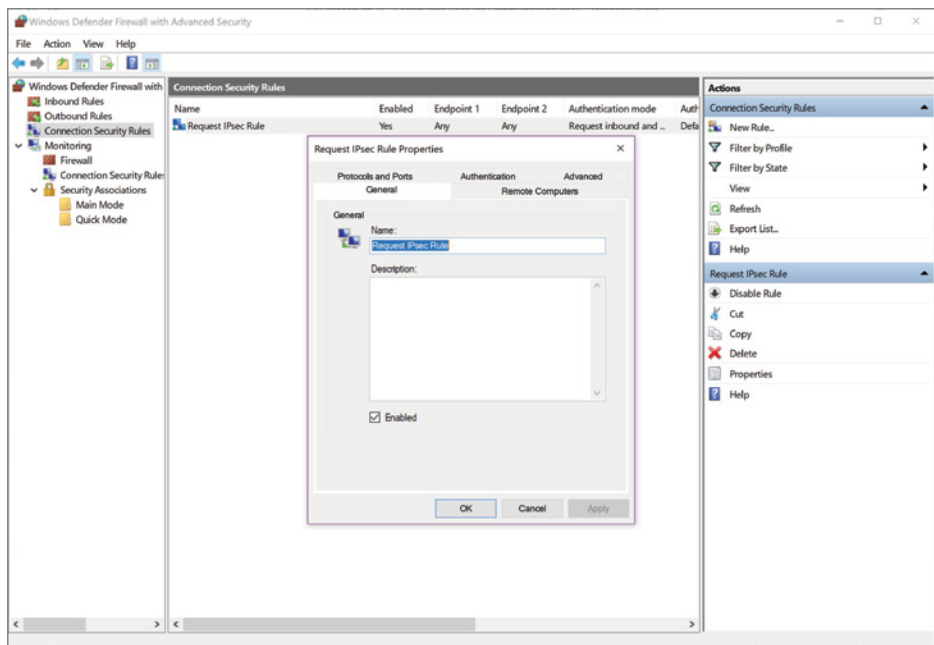 Windows Defender Firewall with Advanced Security
File Action View Help
Windows Defender Firewall with
Inbound Rules
Outbound Rules
Connection Security Rules
Monitoring
Firewall
Connection Security Rule
Security Associations
Main Mode
Quick Mode
Connection Security Rules
Name Enabled Endpoint 1 Endpoint 2 Authentication mode Auth
Request IPsec Rule Yes Any Any Request inbound and ... Defa
Request IPsec Rule Properties
Protocols and Ports Authentication Advanced
General Remote Computers
General
Name:
Request IPsec Rule
Description:
Enabled
OK Cancel Apply
Actions
Connection Security Rules
New Rule...
Filter by Profile
Filter by State
View
Refresh
Export List...
Help
Request IPsec Rule
Disable Rule
Cut
Copy
Delete
Properties
Help